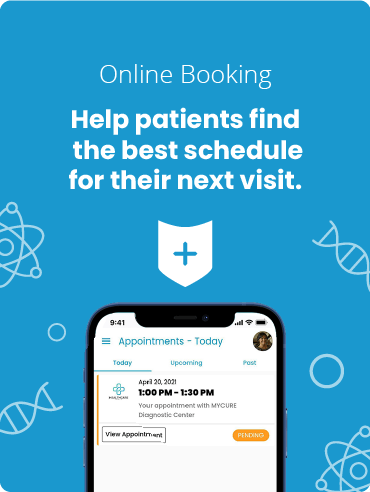 Online Booking
Help patients find
the best schedule
for their next visit.
9:41
Appointments - Today
Today Upcoming Past
April 20, 2021
1:00 PM - 1:30 PM
Your appointment with MYCURE
Diagnostic Center
HEALTHCARE
View Appointment
PENDING